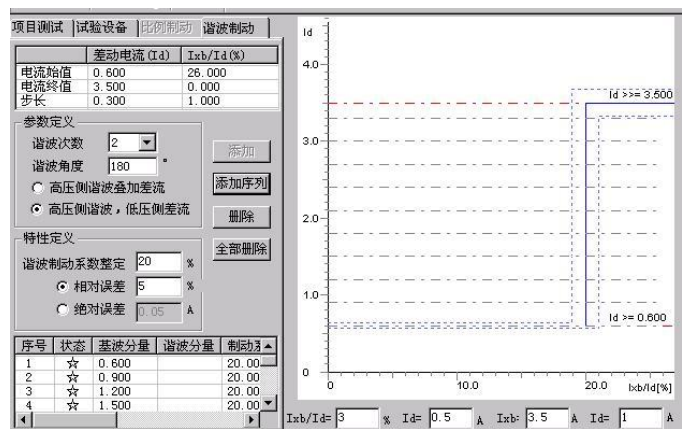 项目测试 试验设备 比例制动 谐波制动
差动电流(Id) Ixb/Id(%)
电流始值 0.600 26.000
电流终值 3.500 0.000
步长 0.300 1.000
参数定义
谐波次数 2
谐波角度 180 °
高压侧谐波叠加差流
高压侧谐波，低压侧差流
添加
添加序列
删除
全部删除
特性定义
谐波制动系数整定 20 %
相对误差 5 %
绝对误差 0.05 A
序号 状态 基波分量 谐波分量 制动系
1 ☆ 0.600 20.00
2 ☆ 0.900 20.00
3 ☆ 1.200 20.00
4 ☆ 1.500 20.00
Id
4.0
3.0
2.0
1.0
0
Id >>= 3.500
Id >= 0.600
0 10.0 20.0 Ixb/Id[%]
Ixb/Id= 3 % Id= 0.5 A Ixb= 3.5 A Id= 1 A